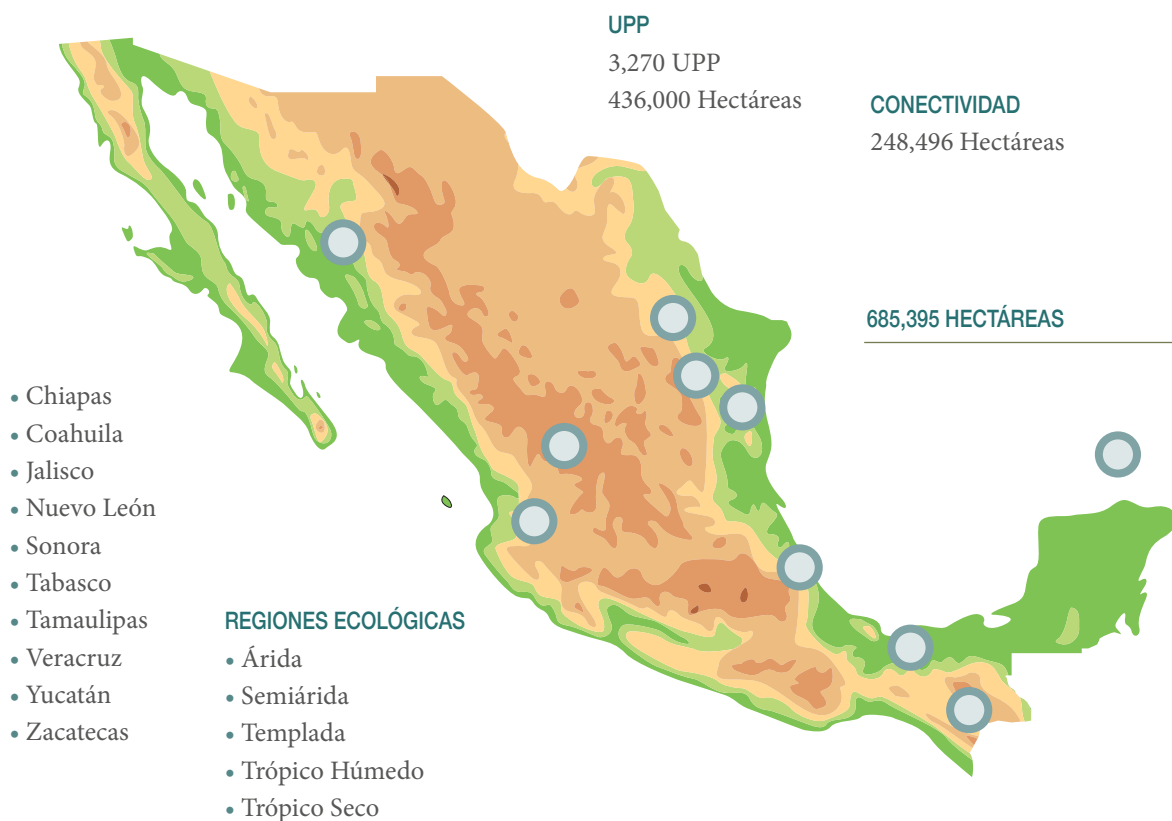 UPP
3,270 UPP
436,000 Hectáreas
CONECTIVIDAD
248,496 Hectáreas
685,395 HECTÁREAS
• Chiapas
• Coahuila
• Jalisco
• Nuevo León
• Sonora
• Tabasco
• Tamaulipas
• Veracruz
• Yucatán
• Zacatecas
REGIONES ECOLÓGICAS
• Árida
• Semiárida
• Templada
• Trópico Húmedo
• Trópico Seco